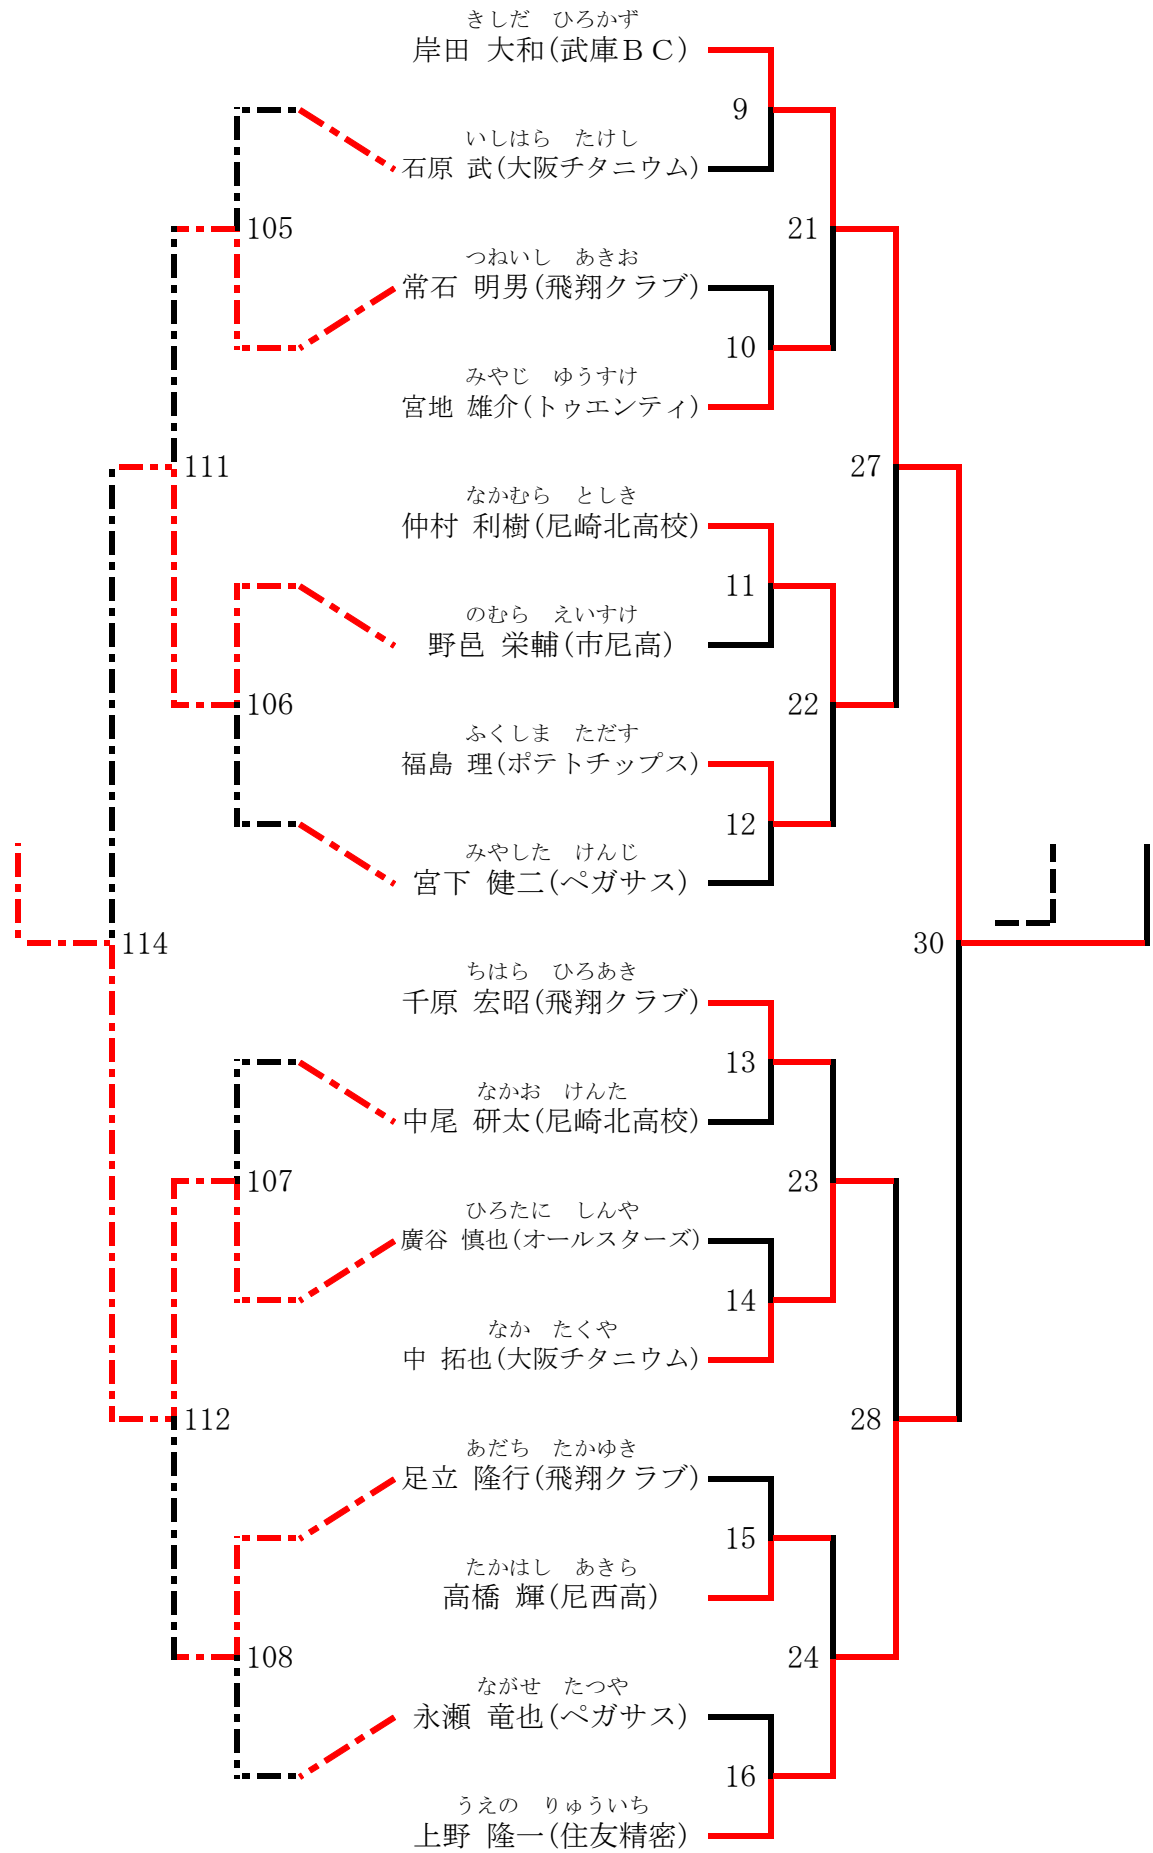 きしだ　ひろかず
岸田 大和(武庫ＢＣ)
9
いしはら　たけし
石原 武(大阪チタニウム)
105
21
つねいし　あきお
常石 明男(飛翔クラブ)
10
みやじ　ゆうすけ
宮地 雄介(トゥエンティ)
111
27
なかむら　としき
仲村 利樹(尼崎北高校)
11
のむら　えいすけ
野邑 栄輔(市尼高)
106
22
ふくしま　ただす
福島 理(ポテトチップス)
12
みやした　けんじ
宮下 健二(ペガサス)
114
30
ちはら　ひろあき
千原 宏昭(飛翔クラブ)
13
なかお　けんた
中尾 研太(尼崎北高校)
107
23
ひろたに　しんや
廣谷 慎也(オールスターズ)
14
なか　たくや
中 拓也(大阪チタニウム)
112
28
あだち　たかゆき
足立 隆行(飛翔クラブ)
15
たかはし　あきら
高橋 輝(尼西高)
108
24
ながせ　たつや
永瀬 竜也(ペガサス)
16
うえの　りゅういち
上野 隆一(住友精密)